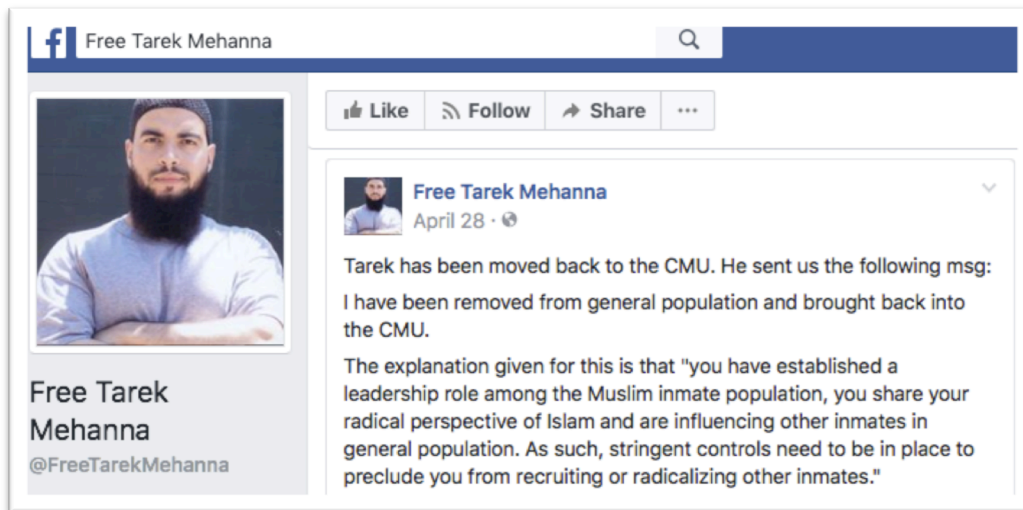 f Free Tarek Mehanna
Like Follow Share ...
Free Tarek Mehanna
April 28 ·
Tarek has been moved back to the CMU. He sent us the following msg:
I have been removed from general population and brought back into
the CMU.
The explanation given for this is that "you have established a
leadership role among the Muslim inmate population, you share your
radical perspective of Islam and are influencing other inmates in
general population. As such, stringent controls need to be in place to
preclude you from recruiting or radicalizing other inmates."
Free Tarek
Mehanna
@FreeTarekMehanna